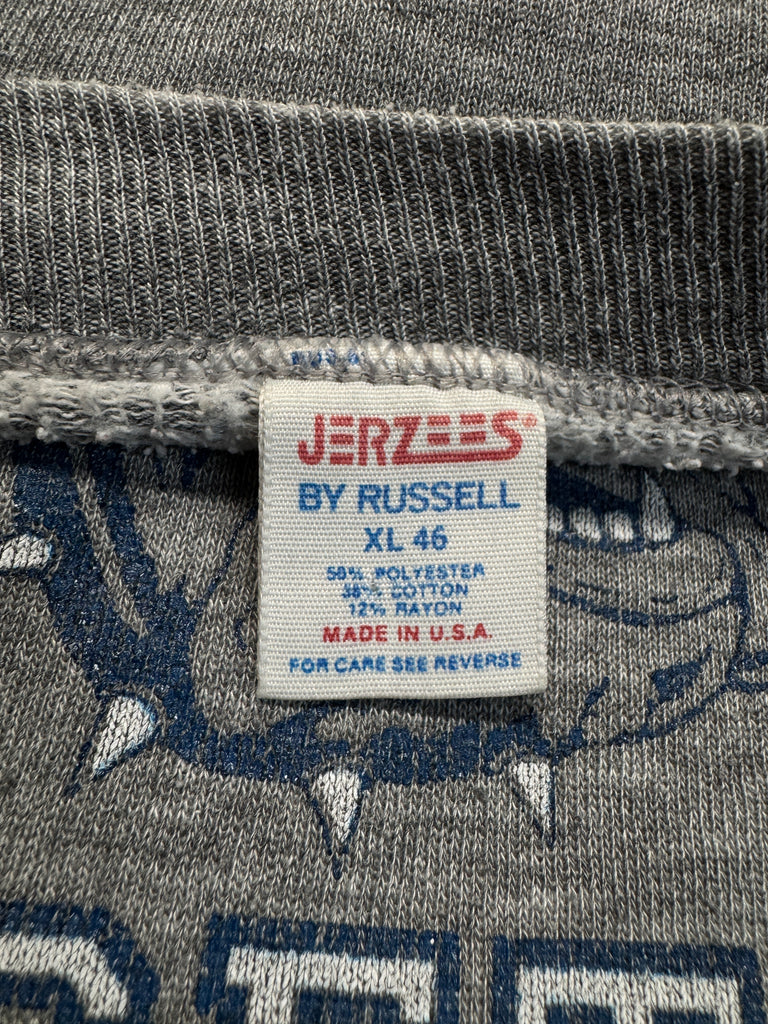 JERZEES®
BY RUSSELL
XL 46
50% POLYESTER
38% COTTON
12% RAYON
MADE IN U.S.A.
FOR CARE SEE REVERSE